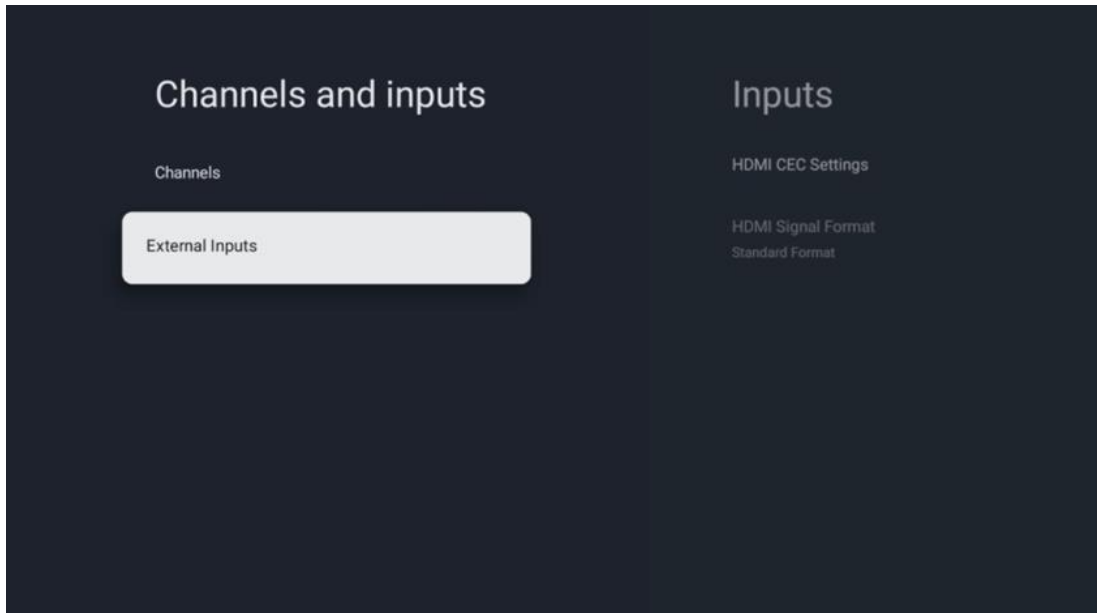 Channels and inputs
Channels
External Inputs
Inputs
HDMI CEC Settings
HDMI Signal Format
Standard Format